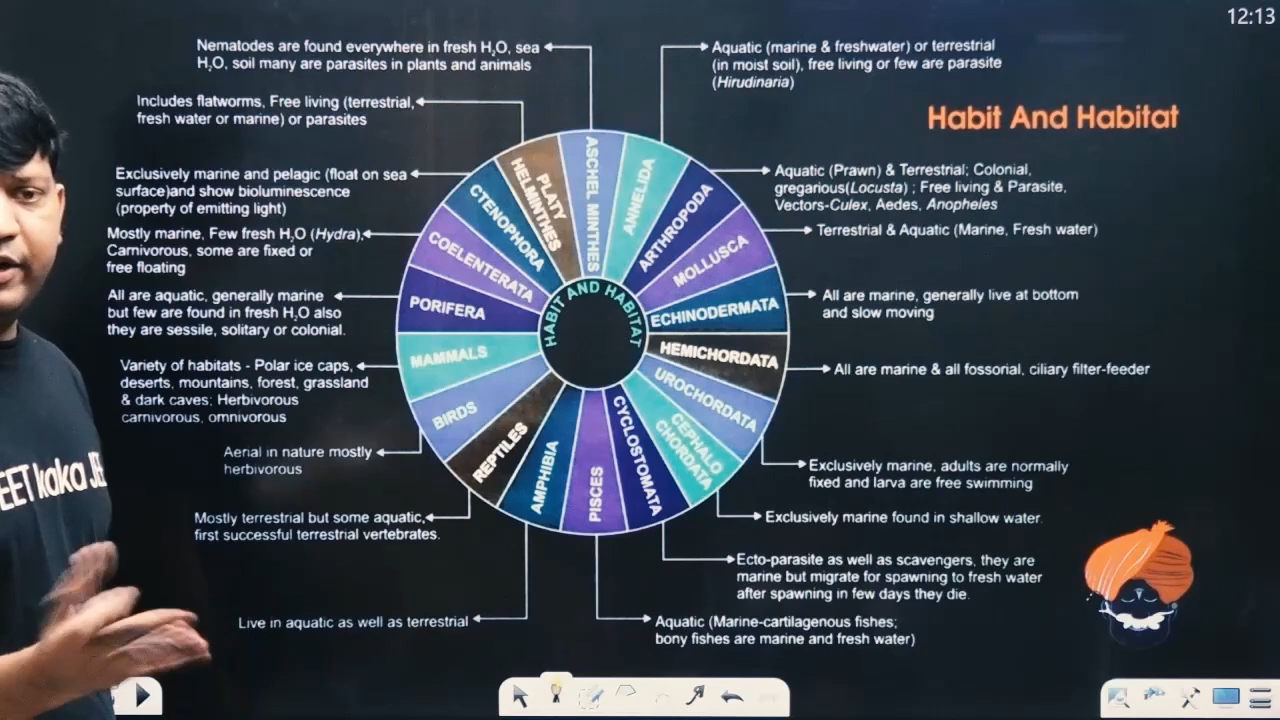 12:13
Habit And Habitat
Nematodes are found everywhere in fresh H₂O, sea
H₂O, soil many are parasites in plants and animals
Includes flatworms, Free living (terrestrial,
fresh water or marine) or parasites
Exclusively marine and pelagic (float on sea
surface)and show bioluminescence
(property of emitting light)
Mostly marine, Few fresh H₂O (Hydra),
Carnivorous, some are fixed or
free floating
All are aquatic, generally marine
but few are found in fresh H₂O also
they are sessile, solitary or colonial.
Variety of habitats - Polar ice caps,
deserts, mountains, forest, grassland
& dark caves; Herbivorous
carnivorous, omnivorous
Aerial in nature mostly
herbivorous
Mostly terrestrial but some aquatic,
first successful terrestrial vertebrates.
Live in aquatic as well as terrestrial
Aquatic (marine & freshwater) or terrestrial
(in moist soil), free living or few are parasite
(Hirudinaria)
Aquatic (Prawn) & Terrestrial; Colonial,
gregarious(Locusta) ; Free living & Parasite,
Vectors-Culex, Aedes, Anopheles
Terrestrial & Aquatic (Marine, Fresh water)
All are marine, generally live at bottom
and slow moving
All are marine & all fossorial, ciliary filter-feeder
Exclusively marine, adults are normally
fixed and larva are free swimming
Exclusively marine found in shallow water.
Ecto-parasite as well as scavengers, they are
marine but migrate for spawning to fresh water
after spawning in few days they die.
Aquatic (Marine-cartilagenous fishes;
bony fishes are marine and fresh water)
HABIT AND HABITAT
ASCHEL MINTHES
ANNELIDA
ARTHROPODA
MOLLUSCA
ECHINODERMATA
HEMICHORDATA
UROCHORDATA
CEPHALO
CHORDATA
CYCLOSTOMATA
PISCES
AMPHIBIA
REPTILES
BIRDS
MAMMALS
PORIFERA
COELENTERATA
CTENOPHORA
PLATY
HELMINTHES
EET kaka JEE